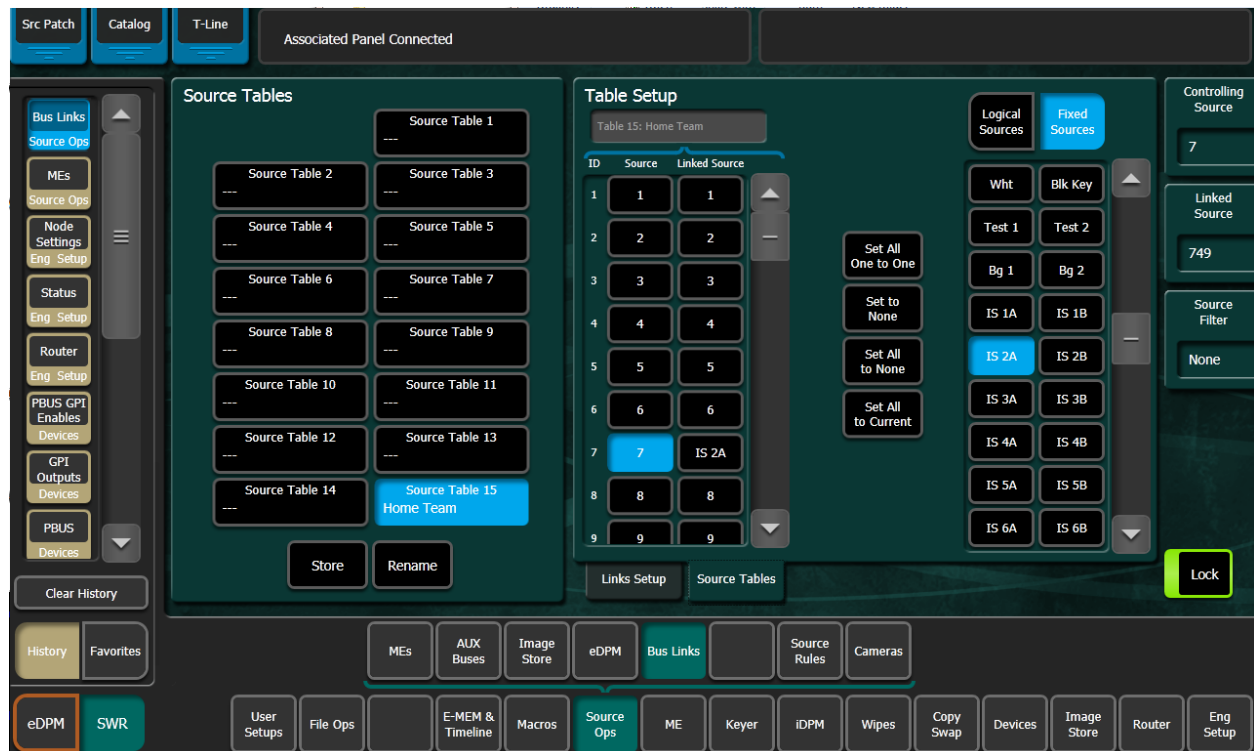 Src Patch
Catalog
T-Line
Associated Panel Connected
Bus Links
Source Ops
MEs
Source Ops
Node
Settings
Eng Setup
Status
Eng Setup
Router
Eng Setup
PBUS GPI
Enables
Devices
GPI
Outputs
Devices
PBUS
Devices
Clear History
History
Favorites
Source Tables
Source Table 1
---
Source Table 2
---
Source Table 3
---
Source Table 4
---
Source Table 5
---
Source Table 6
---
Source Table 7
---
Source Table 8
---
Source Table 9
---
Source Table 10
---
Source Table 11
---
Source Table 12
---
Source Table 13
---
Source Table 14
---
Source Table 15
Home Team
Store
Rename
Table Setup
Table 15: Home Team
ID Source Linked Source
1 1 1
2 2 2
3 3 3
4 4 4
5 5 5
6 6 6
7 7 IS 2A
8 8 8
9 9 9
Links Setup
Source Tables
Set All
One to One
Set to
None
Set All
to None
Set All
to Current
Logical
Sources
Fixed
Sources
Wht Blk Key
Test 1 Test 2
Bg 1 Bg 2
IS 1A IS 1B
IS 2A IS 2B
IS 3A IS 3B
IS 4A IS 4B
IS 5A IS 5B
IS 6A IS 6B
Controlling
Source
7
Linked
Source
749
Source
Filter
None
Lock
MEs
AUX
Buses
Image
Store
eDPM
Bus Links
Source
Rules
Cameras
eDPM
SWR
User
Setups
File Ops
E-MEM &
Timeline
Macros
Source
Ops
ME
Keyer
iDPM
Wipes
Copy
Swap
Devices
Image
Store
Router
Eng
Setup